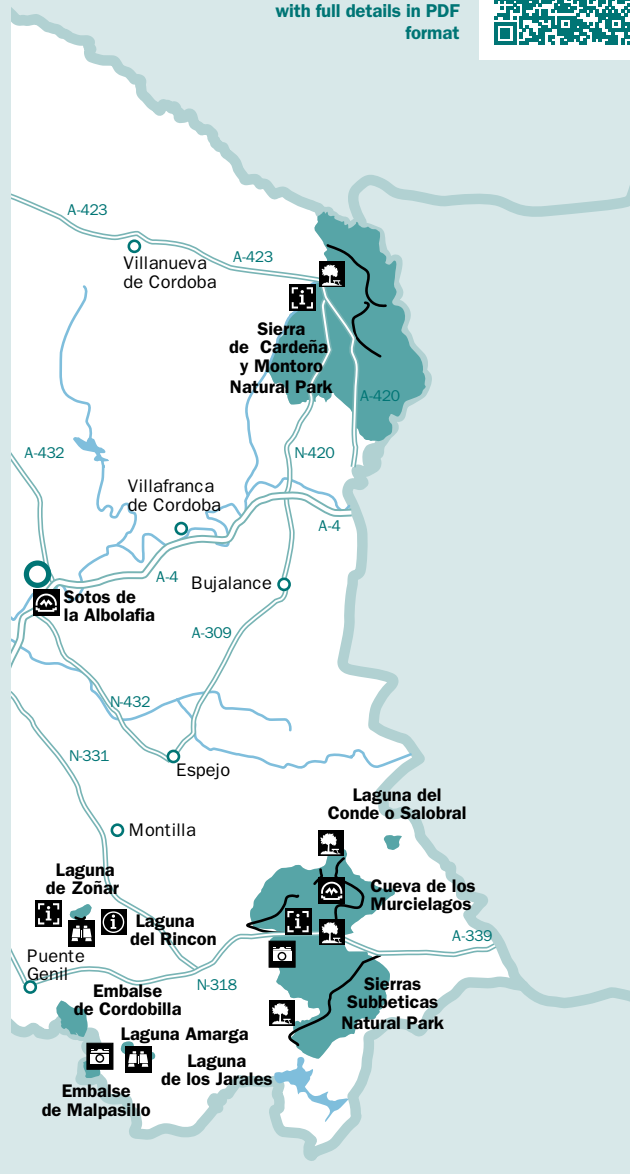 with full details in PDF
format
A-423
A-423
Villanueva
de Cordoba
Sierra
de Cardeña
y Montoro
Natural Park
A-420
A-432
N-420
Villafranca
de Cordoba
A-4
A-4
Bujalance
Sotos de
la Albolafia
A-309
N-432
N-331
Espejo
Laguna del
Conde o Salobral
Montilla
Laguna
de Zoñar
Cueva de los
Murcielagos
Laguna
del Rincon
A-339
Puente
Genil
N-318
Sierras
Subbeticas
Natural Park
Embalse
de Cordobilla
Laguna Amarga
Laguna
de los Jarales
Embalse
de Malpasillo